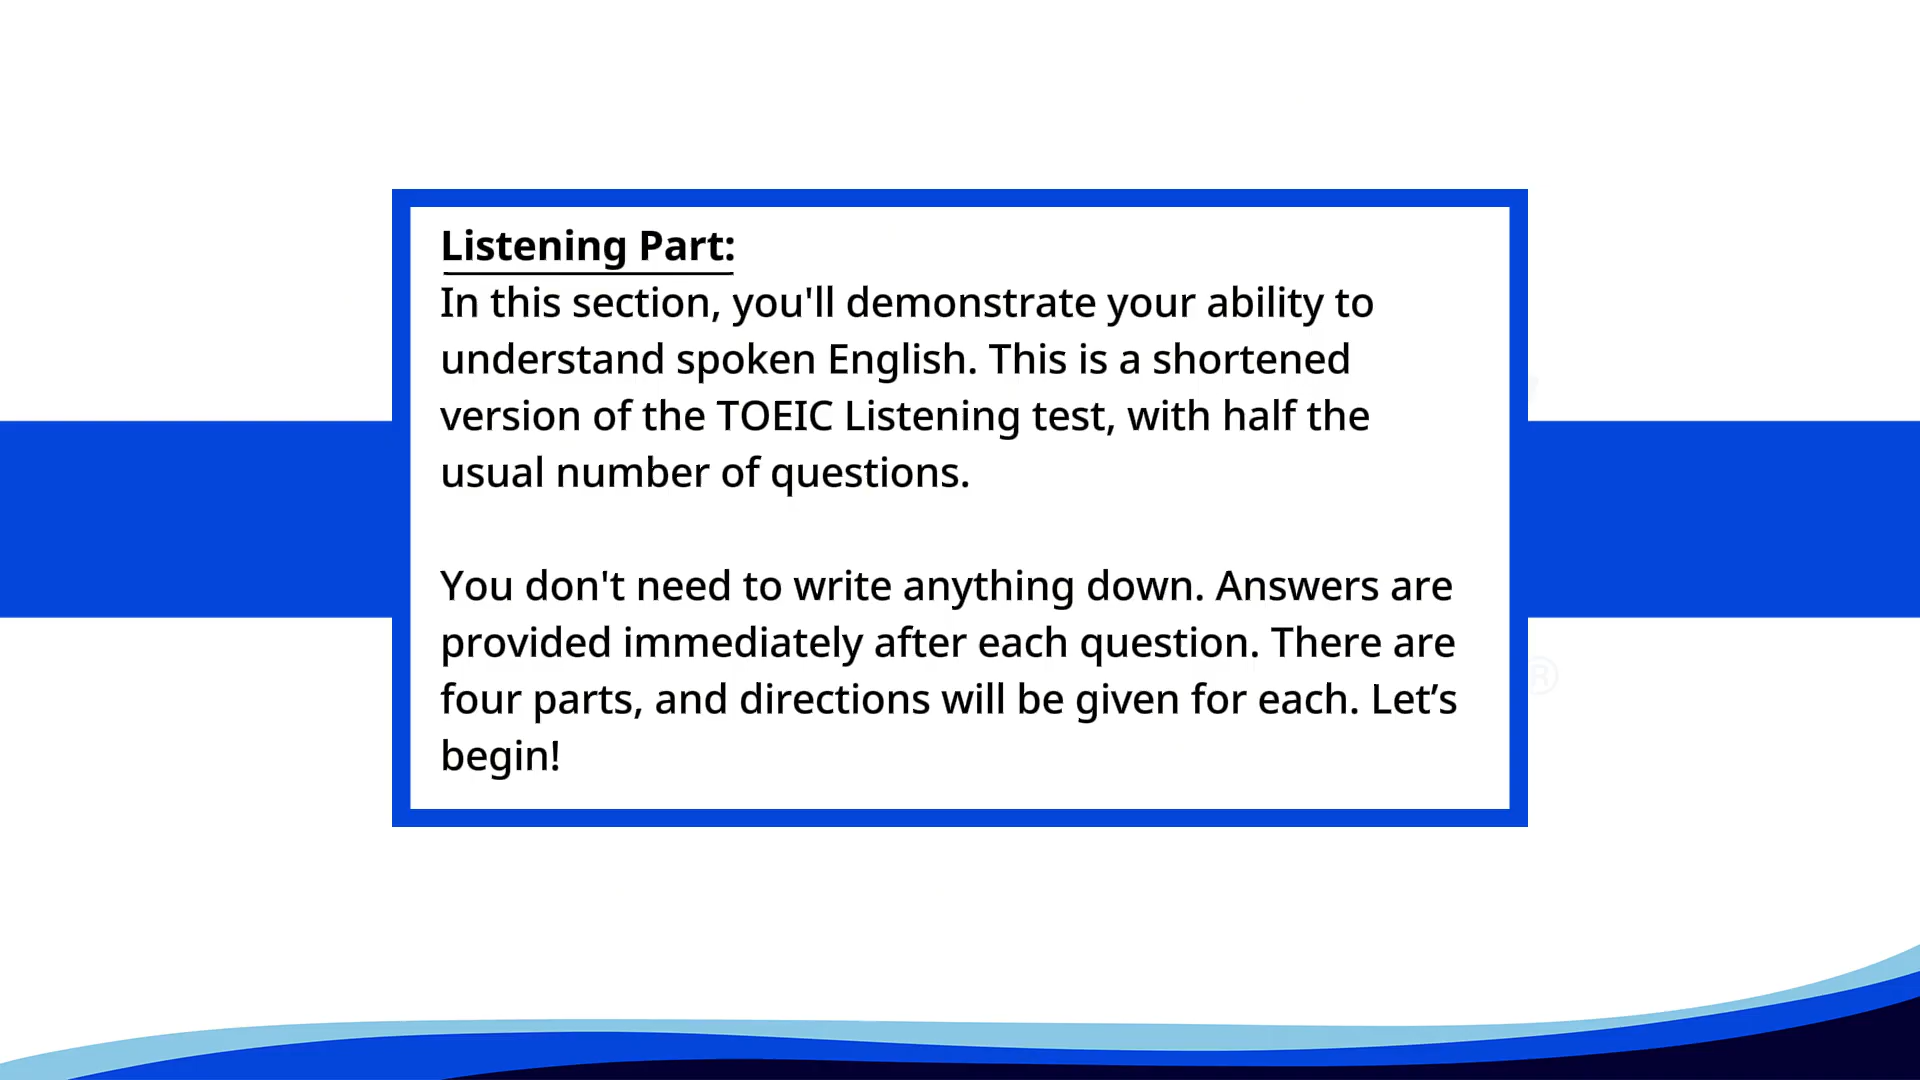 Listening Part:
In this section, you'll demonstrate your ability to
understand spoken English. This is a shortened
version of the TOEIC Listening test, with half the
usual number of questions.
You don't need to write anything down. Answers are
provided immediately after each question. There are
four parts, and directions will be given for each. Let’s
begin!
®